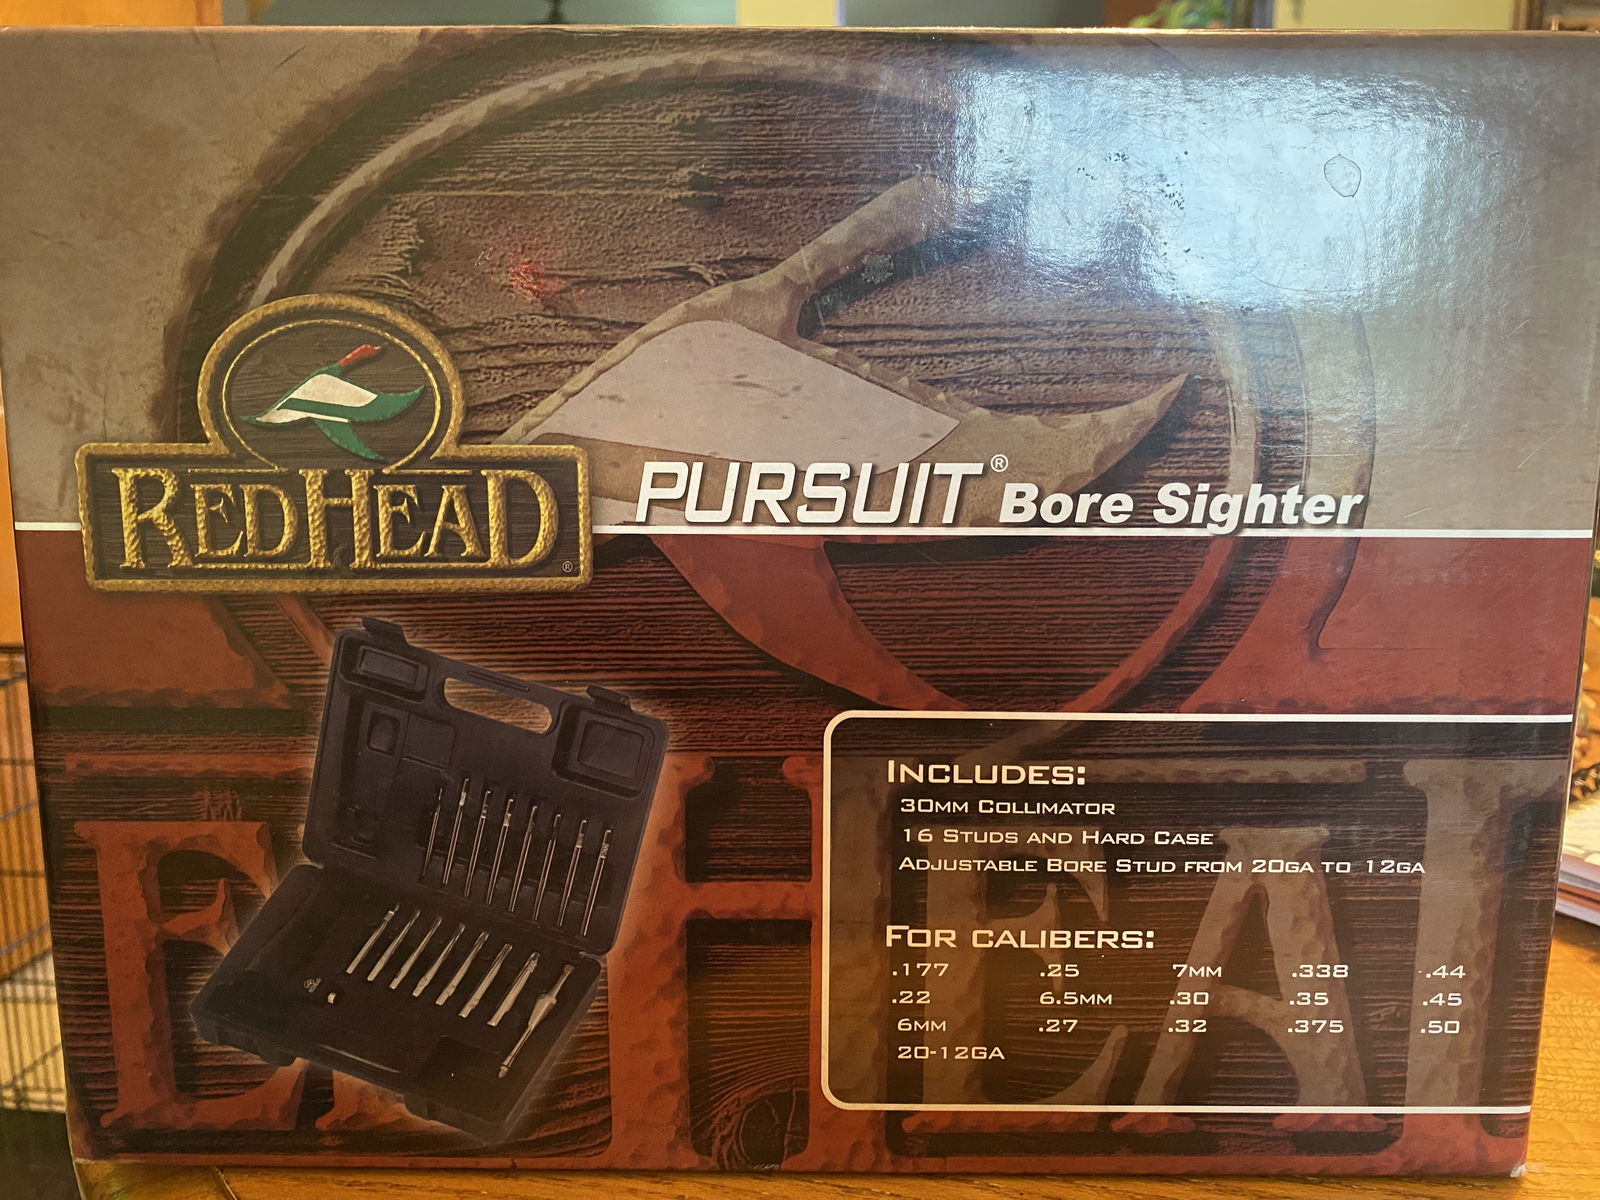 REDHEAD®
PURSUIT® Bore Sighter
INCLUDES:
30MM COLLIMATOR
16 STUDS AND HARD CASE
ADJUSTABLE BORE STUD FROM 20GA TO 12GA
FOR CALIBERS:
.177 .25 7MM .338 .44
.22 6.5MM .30 .35 .45
6MM .27 .32 .375 .50
20-12GA